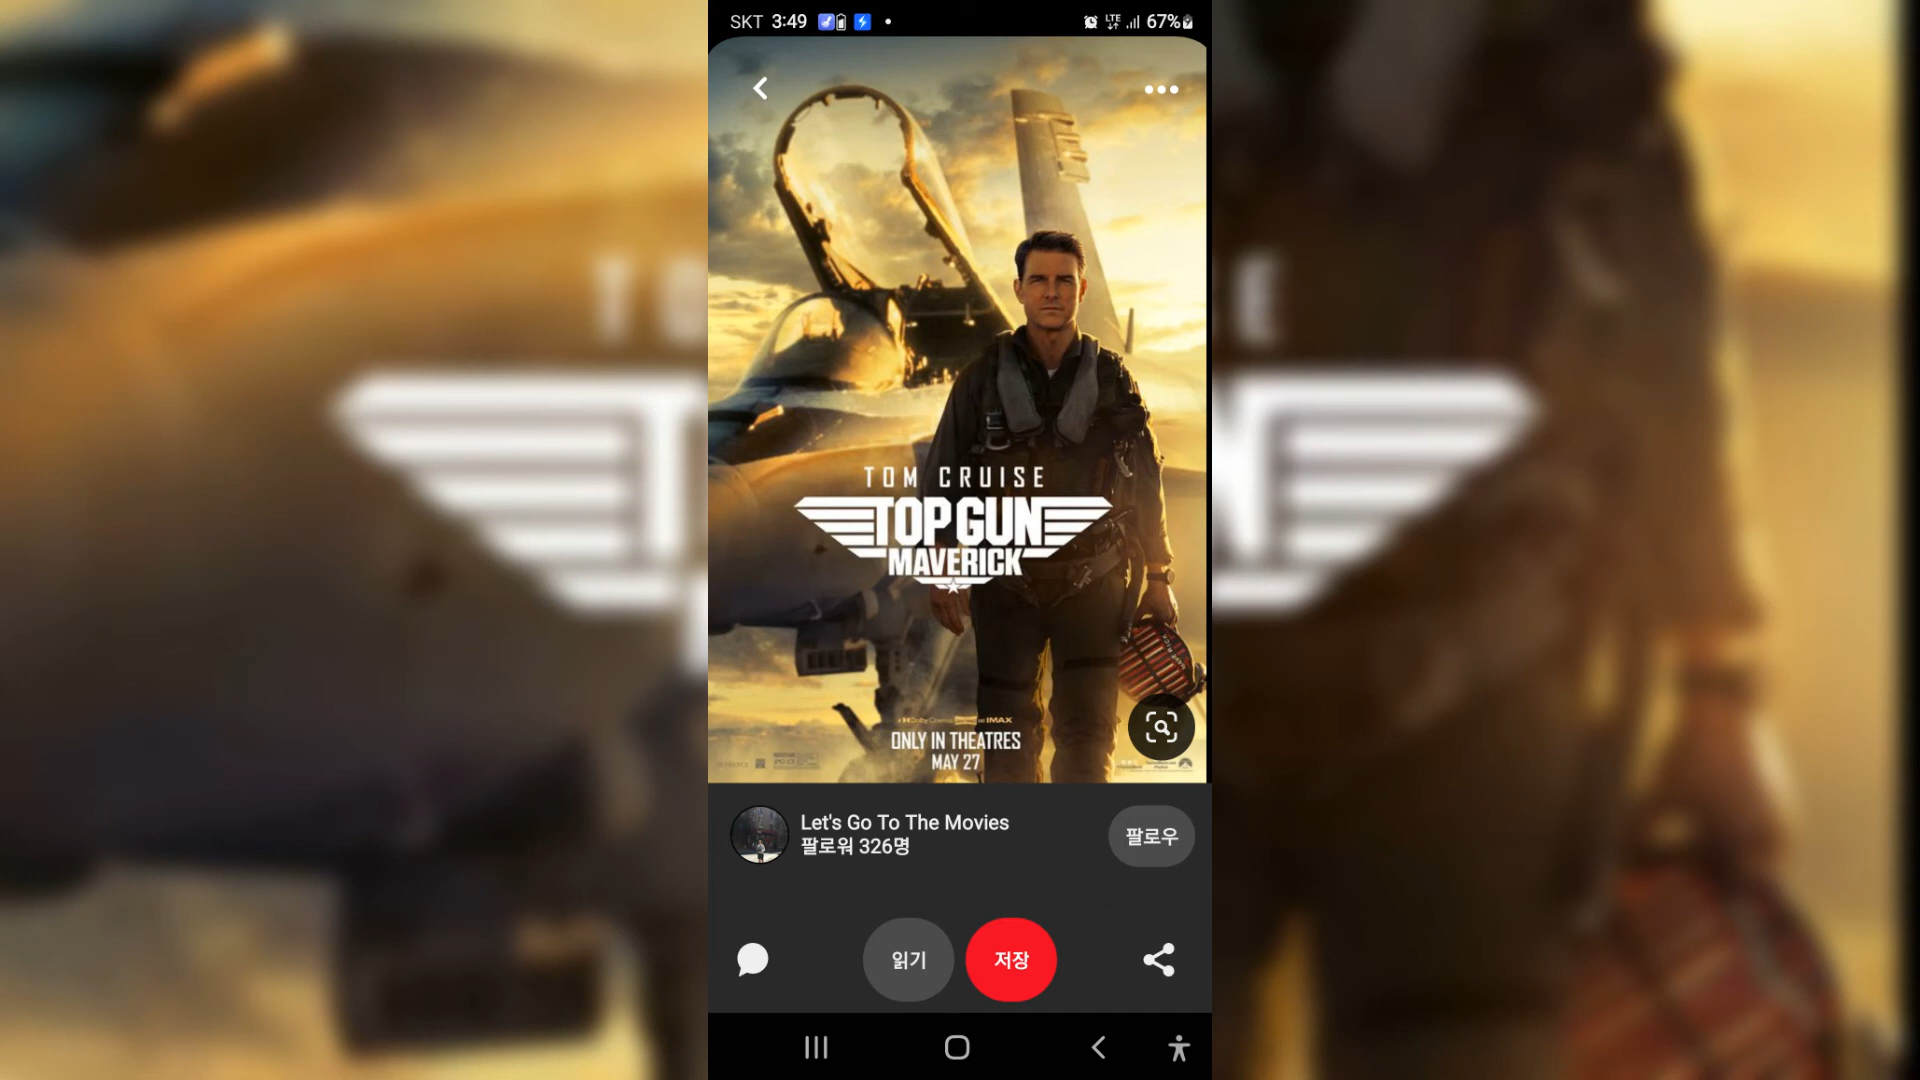 SKT 3:49
LTE 67%
TOM CRUISE
TOP GUN
MAVERICK
IMAX
ONLY IN THEATRES
MAY 27
Let's Go To The Movies
팔로워 326명
팔로우
읽기
저장